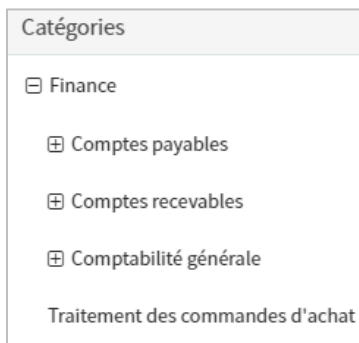 Catégories
Finance
Comptes payables
Comptes recevables
Comptabilité générale
Traitement des commandes d'achat